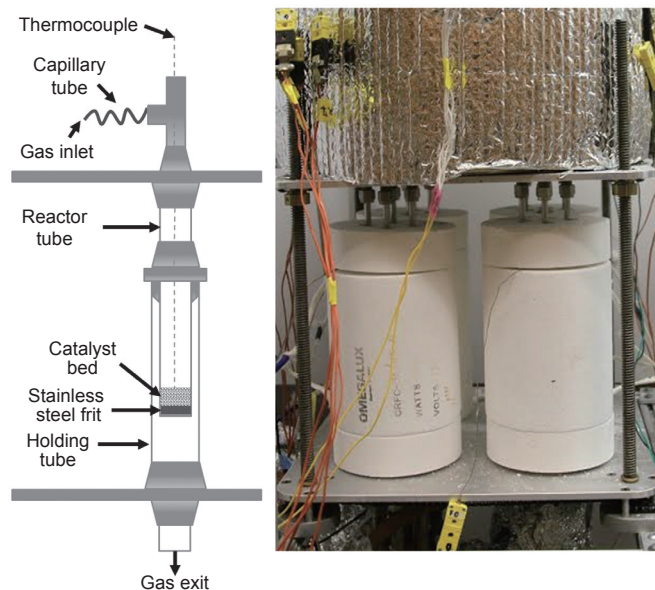 Thermocouple
Capillary
tube
Gas inlet
Reactor
tube
Catalyst
bed
Stainless
steel frit
Holding
tube
Gas exit
OMEGALUX
WATTS
VOLTS